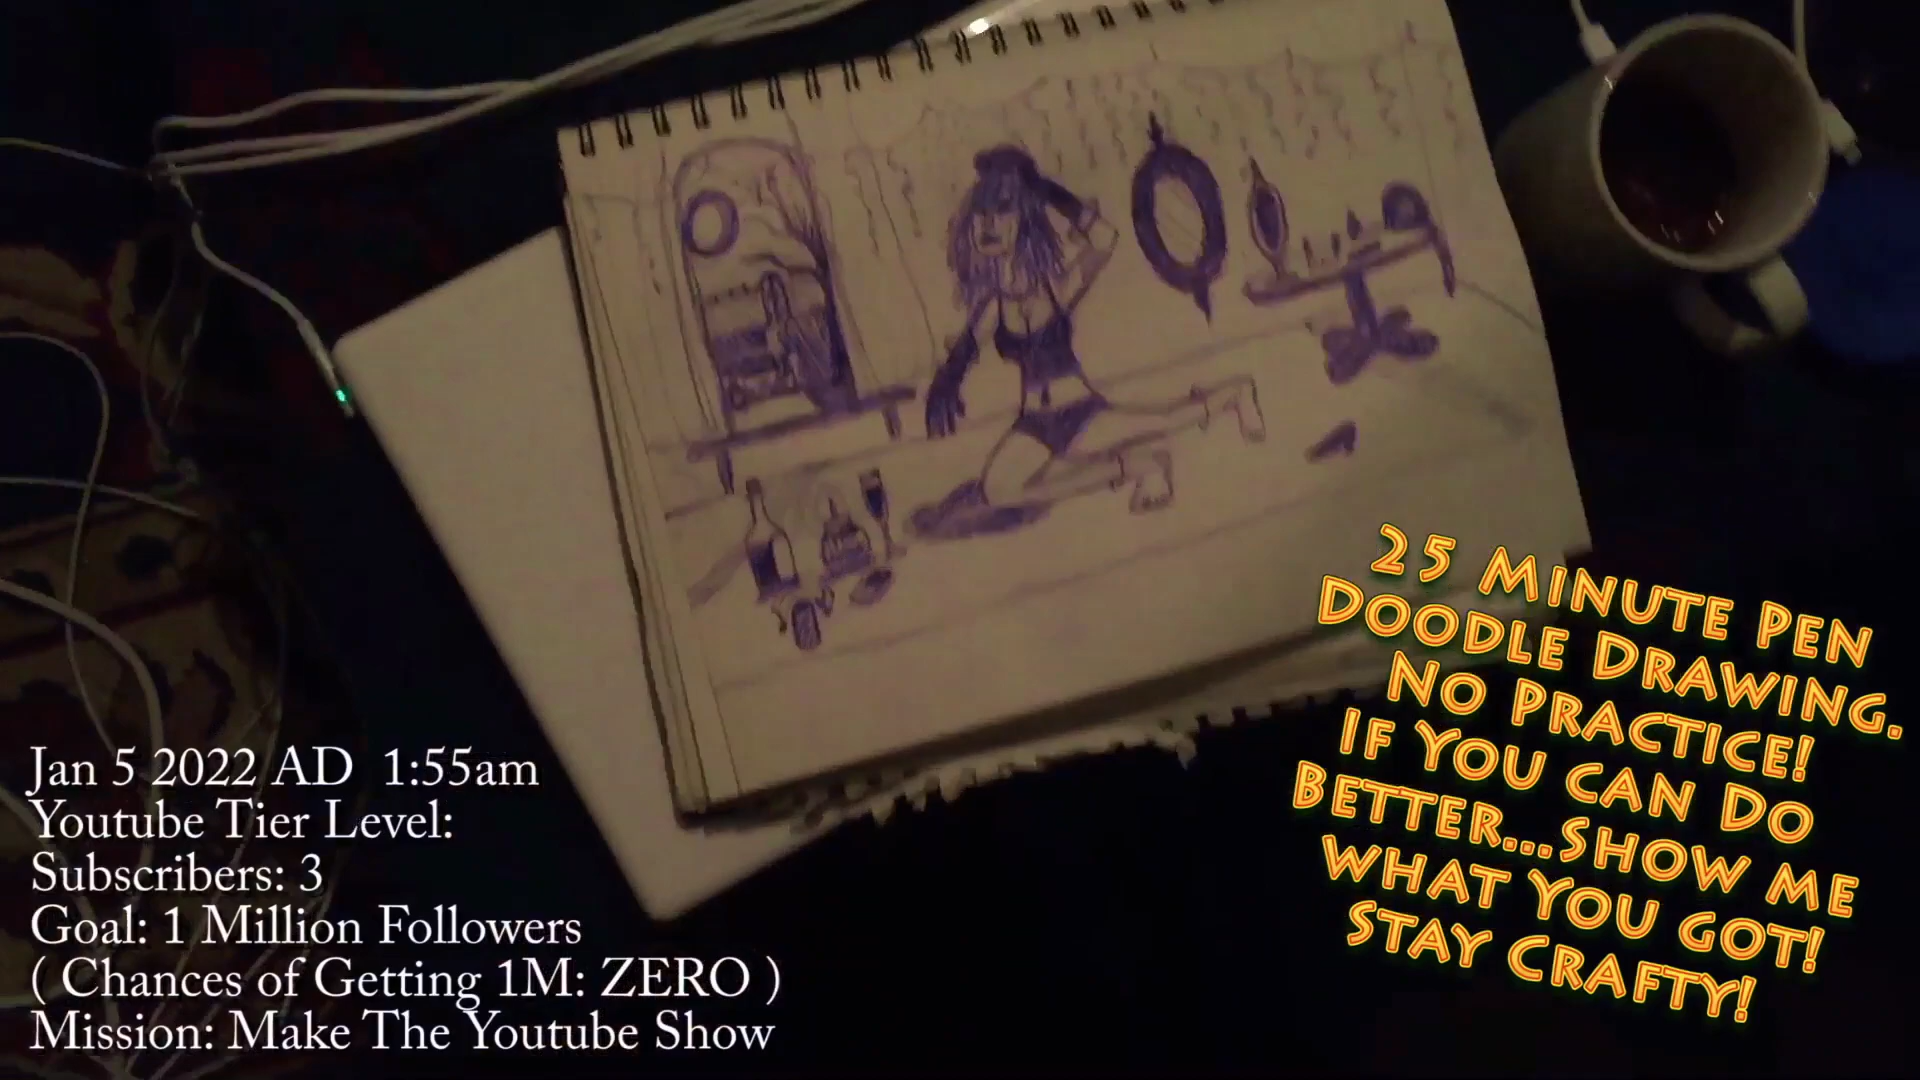 Jan 5 2022 AD  1:55am
Youtube Tier Level:
Subscribers: 3
Goal: 1 Million Followers
( Chances of Getting 1M: ZERO )
Mission: Make The Youtube Show
25 Minute Pen
Doodle Drawing.
No Practice!
If You can Do
Better...Show Me
what You got!
Stay Crafty!